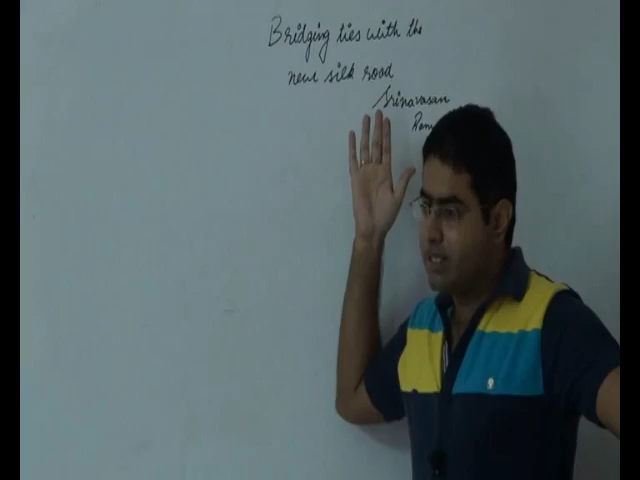 Bridging ties with the
new silk road
Srinavasan